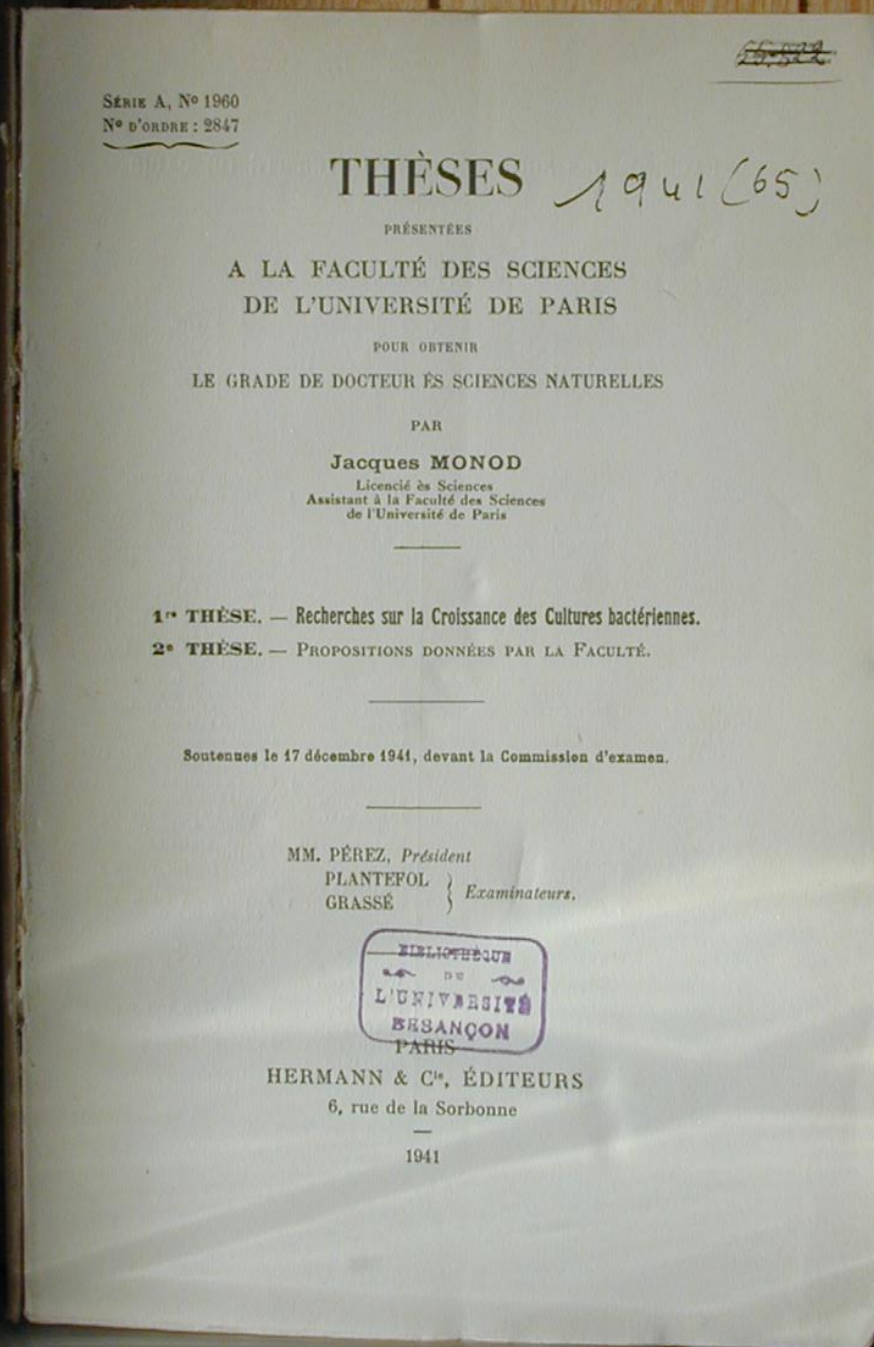 SÉRIE A, Nº 1960
Nº D'ORDRE : 2847
THÈSES
1941 (65)
PRÉSENTÉES
A LA FACULTÉ DES SCIENCES
DE L'UNIVERSITÉ DE PARIS
POUR OBTENIR
LE GRADE DE DOCTEUR ÈS SCIENCES NATURELLES
PAR
Jacques MONOD
Licencié ès Sciences
Assistant à la Faculté des Sciences
de l'Université de Paris
1re THÈSE. — Recherches sur la Croissance des Cultures bactériennes.
2e THÈSE. — PROPOSITIONS DONNÉES PAR LA FACULTÉ.
Soutenues le 17 décembre 1941, devant la Commission d'examen.
MM. PÉREZ, Président
PLANTEFOL
GRASSÉ
Examinateurs.
BIBLIOTHÈQUE
DE
L'UNIVERSITÉ
BESANÇON
PARIS
HERMANN & Cie, ÉDITEURS
6, rue de la Sorbonne
1941